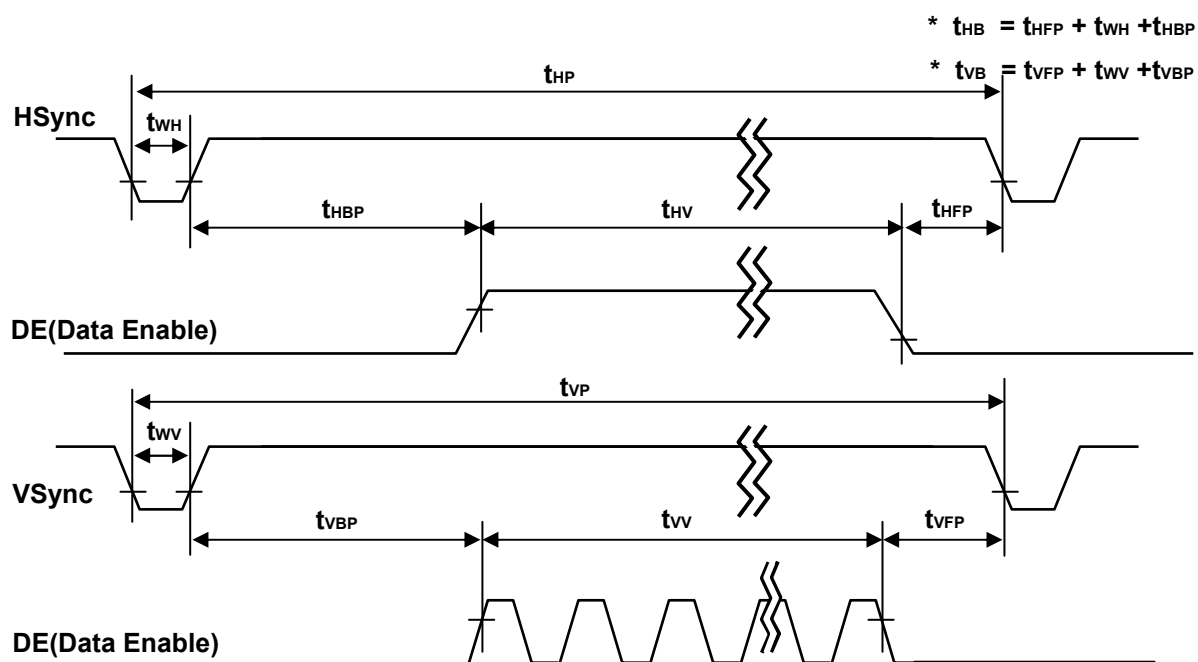 * tHB = tHFP + tWH +tHBP
* tVB = tVFP + tWV +tVBP
tHP
HSync
tWH
tHBP
tHV
tHFP
DE(Data Enable)
tVP
tWV
VSync
tVBP
tVV
tVFP
DE(Data Enable)